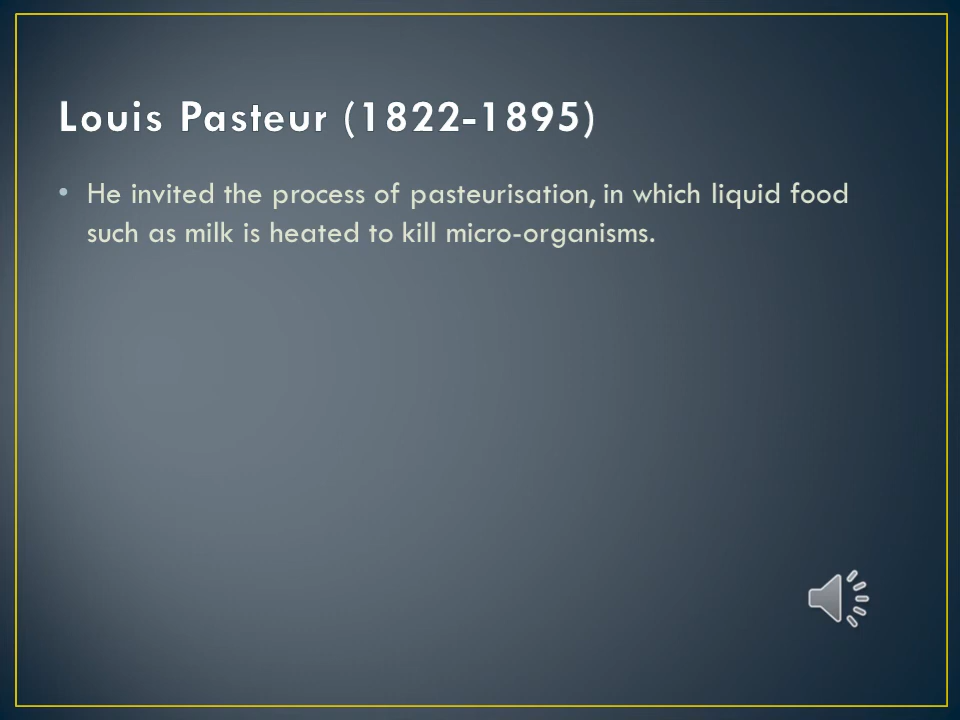 Louis Pasteur (1822-1895)
• He invited the process of pasteurisation, in which liquid food
such as milk is heated to kill micro-organisms.